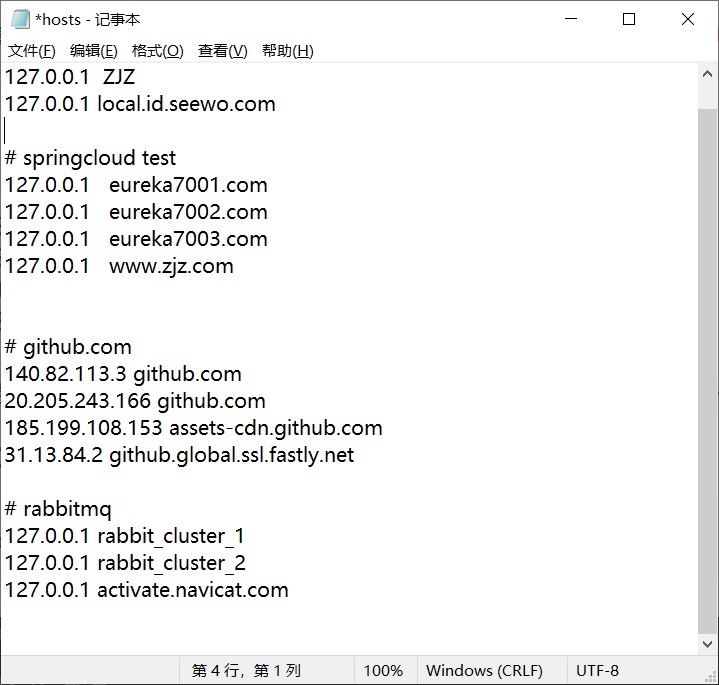 *hosts - 记事本
文件(F) 编辑(E) 格式(O) 查看(V) 帮助(H)
127.0.0.1  ZJZ
127.0.0.1 local.id.seewo.com
# springcloud test
127.0.0.1   eureka7001.com
127.0.0.1   eureka7002.com
127.0.0.1   eureka7003.com
127.0.0.1   www.zjz.com
# github.com
140.82.113.3 github.com
20.205.243.166 github.com
185.199.108.153 assets-cdn.github.com
31.13.84.2 github.global.ssl.fastly.net
# rabbitmq
127.0.0.1 rabbit_cluster_1
127.0.0.1 rabbit_cluster_2
127.0.0.1 activate.navicat.com
第 4 行，第 1 列 100% Windows (CRLF) UTF-8